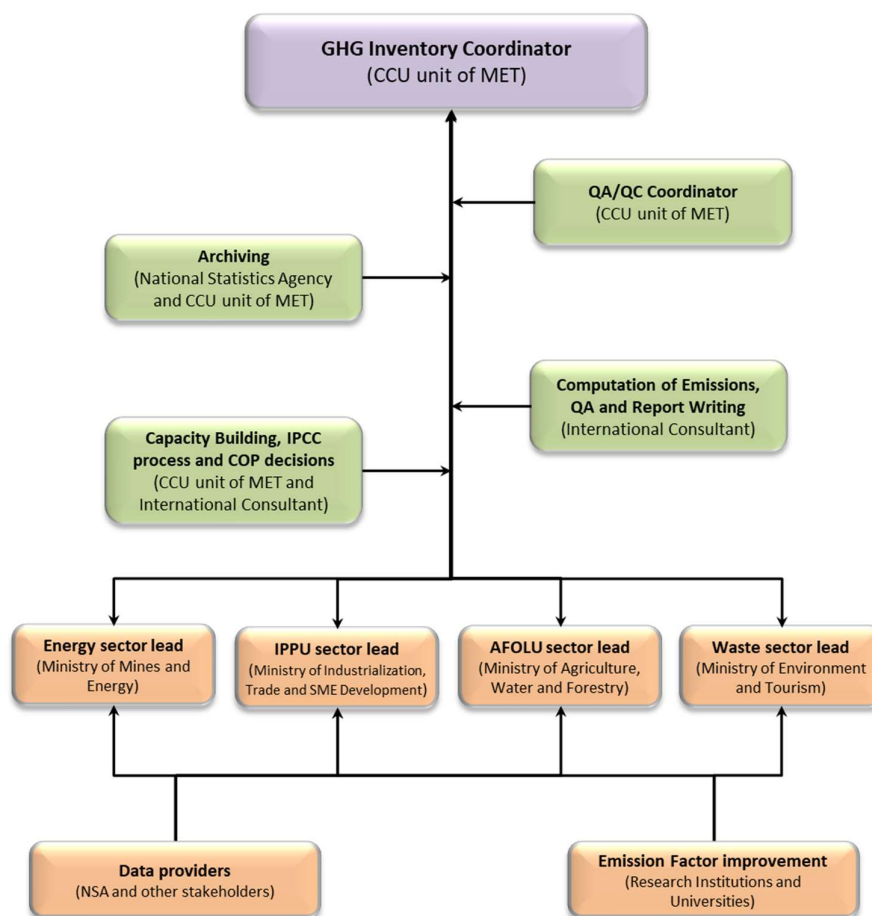 GHG Inventory Coordinator
(CCU unit of MET)
QA/QC Coordinator
(CCU unit of MET)
Archiving
(National Statistics Agency
and CCU unit of MET)
Computation of Emissions,
QA and Report Writing
(International Consultant)
Capacity Building, IPCC
process and COP decisions
(CCU unit of MET and
International Consultant)
Energy sector lead
(Ministry of Mines and
Energy)
IPPU sector lead
(Ministry of Industrialization,
Trade and SME Development)
AFOLU sector lead
(Ministry of Agriculture,
Water and Forestry)
Waste sector lead
(Ministry of Environment
and Tourism)
Data providers
(NSA and other stakeholders)
Emission Factor improvement
(Research Institutions and
Universities)